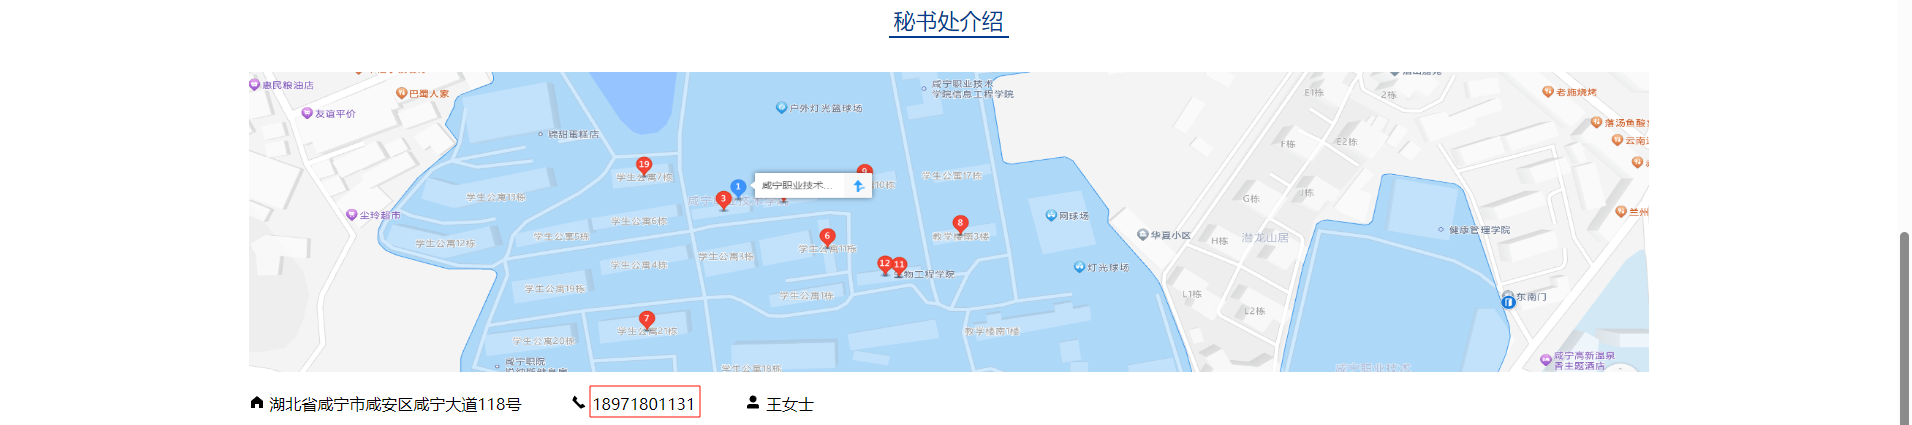 秘书处介绍
惠民粮油店
巴蜀人家
友谊平价
户外灯光篮球场
咸宁职业技术
学院信息工程学院
E1栋
2栋
老施烧烤
落汤鱼酸
云南
锦甜蛋糕店
F栋
E2栋
19
学生公寓7栋
1
咸宁职业技术...
9
10栋
学生公寓17栋
学生公寓13栋
3
G栋
尘玲超市
学生公寓6栋
8
网球场
兰州
学生公寓5栋
6
教学楼南3楼
华夏小区
H栋
潜龙山居
健康管理学院
学生公寓12栋
学生公寓11栋
学生公寓4栋
12
11
生物工程学院
灯光球场
学生公寓19栋
学生公寓1栋
L1栋
东南门
7
L2栋
学生公寓21栋
教学楼南1楼
学生公寓20栋
咸宁职院
学生公寓18栋
咸宁职业技术
咸宁高新温泉
青主题酒店
湖北省咸宁市咸安区咸宁大道118号
18971801131
王女士